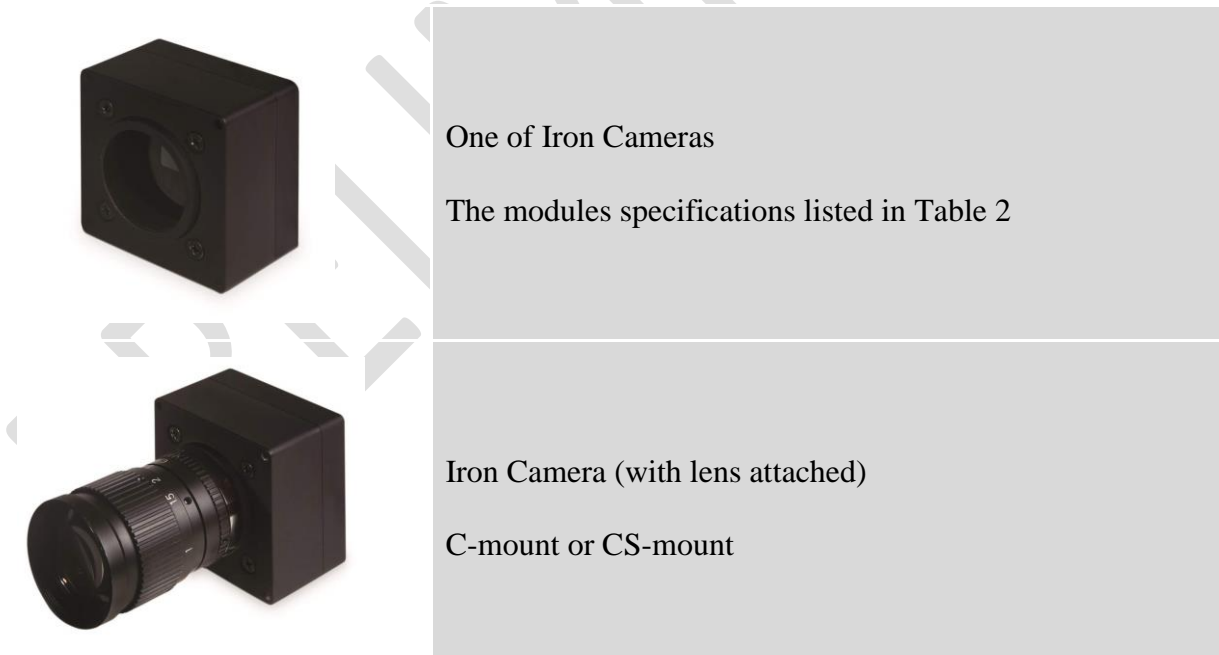 One of Iron Cameras
The modules specifications listed in Table 2
Iron Camera (with lens attached)
C-mount or CS-mount